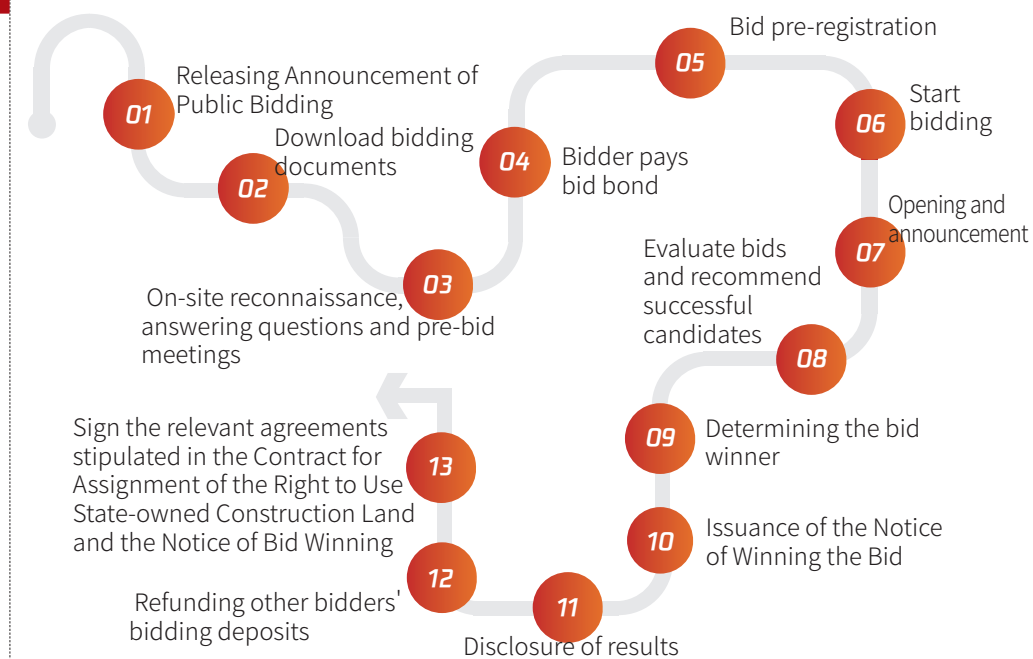 01
Releasing Announcement of
Public Bidding
02
Download bidding
documents
03
On-site reconnaissance,
answering questions and pre-bid
meetings
04
Bidder pays
bid bond
05
Bid pre-registration
06
Start
bidding
07
Opening and
announcement
08
Evaluate bids
and recommend
successful
candidates
09
Determining the bid
winner
10
Issuance of the Notice
of Winning the Bid
11
Disclosure of results
12
Refunding other bidders'
bidding deposits
13
Sign the relevant agreements
stipulated in the Contract for
Assignment of the Right to Use
State-owned Construction Land
and the Notice of Bid Winning